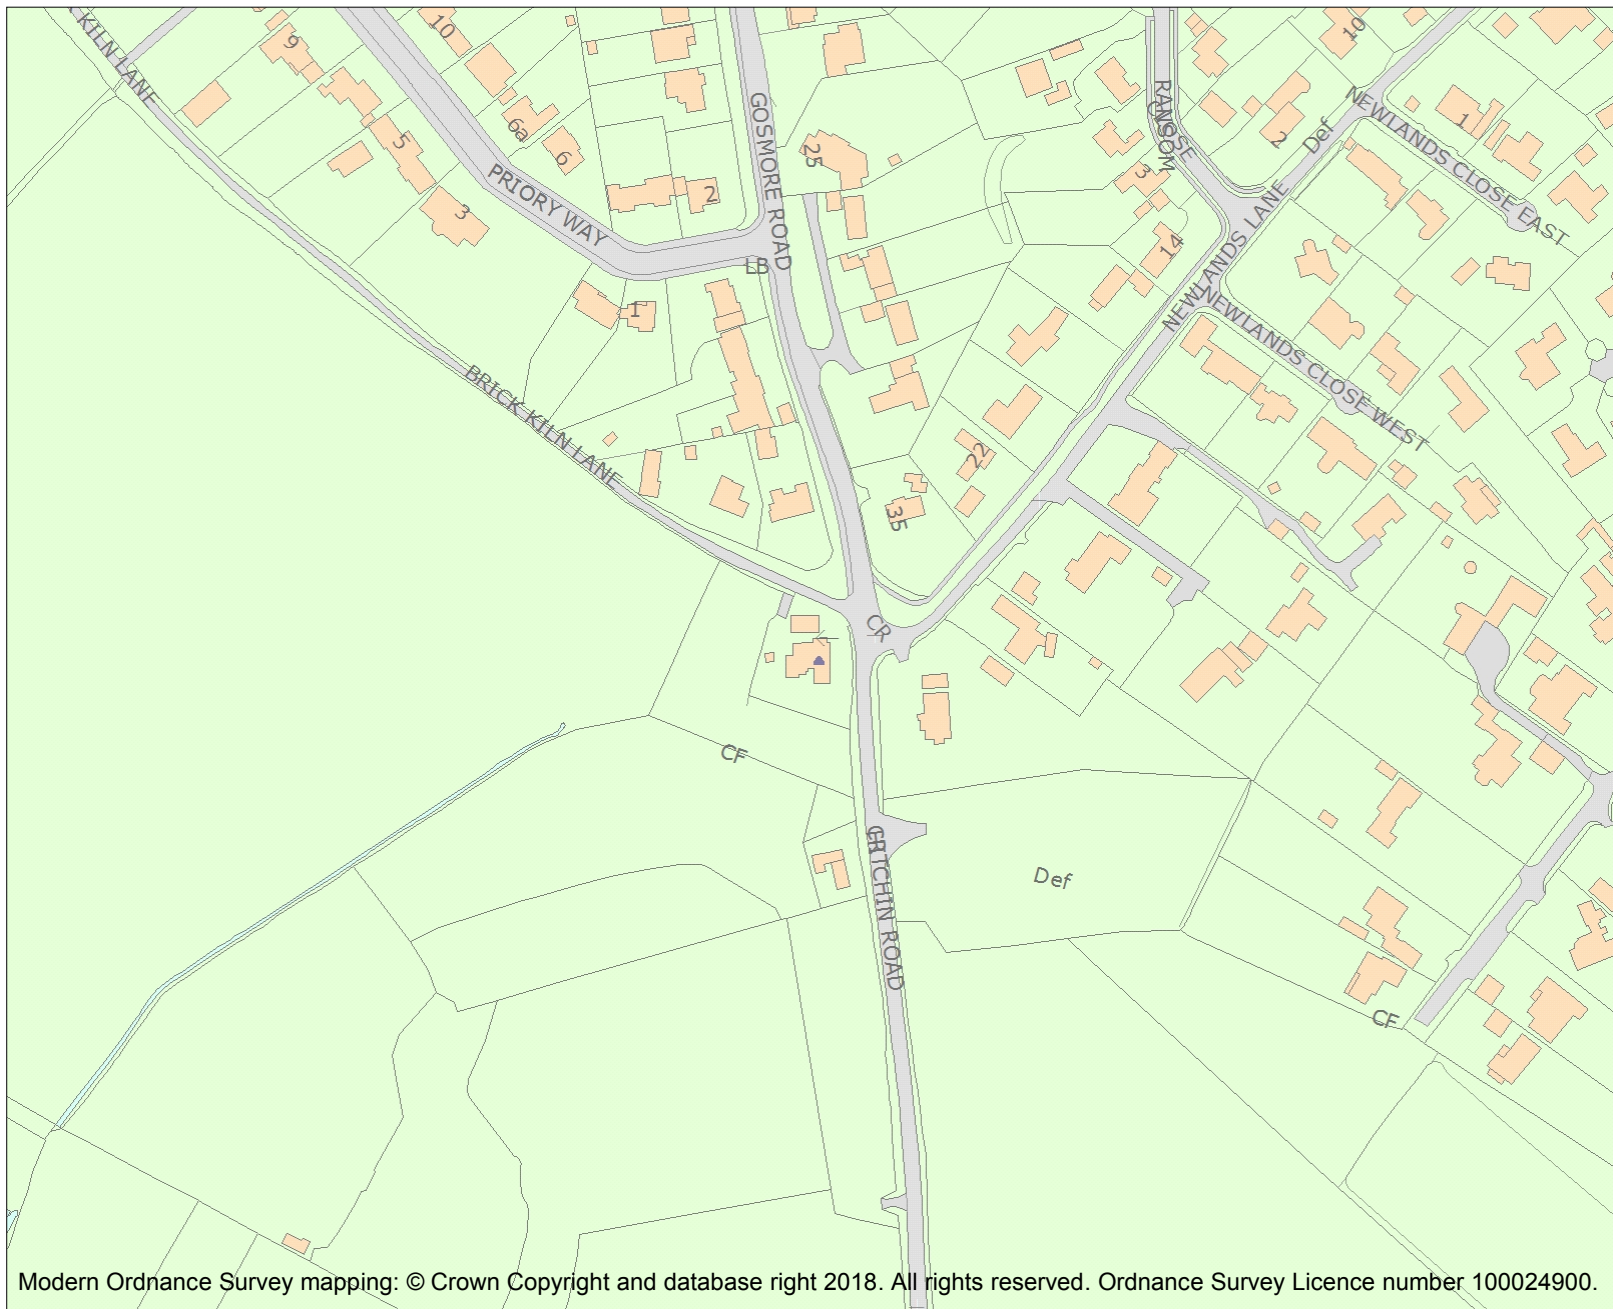 K KILN LANE
9
10
10
5
6a
6
3
PRIORY WAY
2
GOSMORE ROAD
25
LB
1
RANSOM
CLOSE
3
14
2
Def
NEWLANDS LANE
NEWLANDS CLOSE EAST
1
NEWLANDS CLOSE WEST
BRICK KILN LANE
22
35
CR
CF
HITCHIN ROAD
Def
CF
Modern Ordnance Survey mapping: © Crown Copyright and database right 2018. All rights reserved. Ordnance Survey Licence number 100024900.